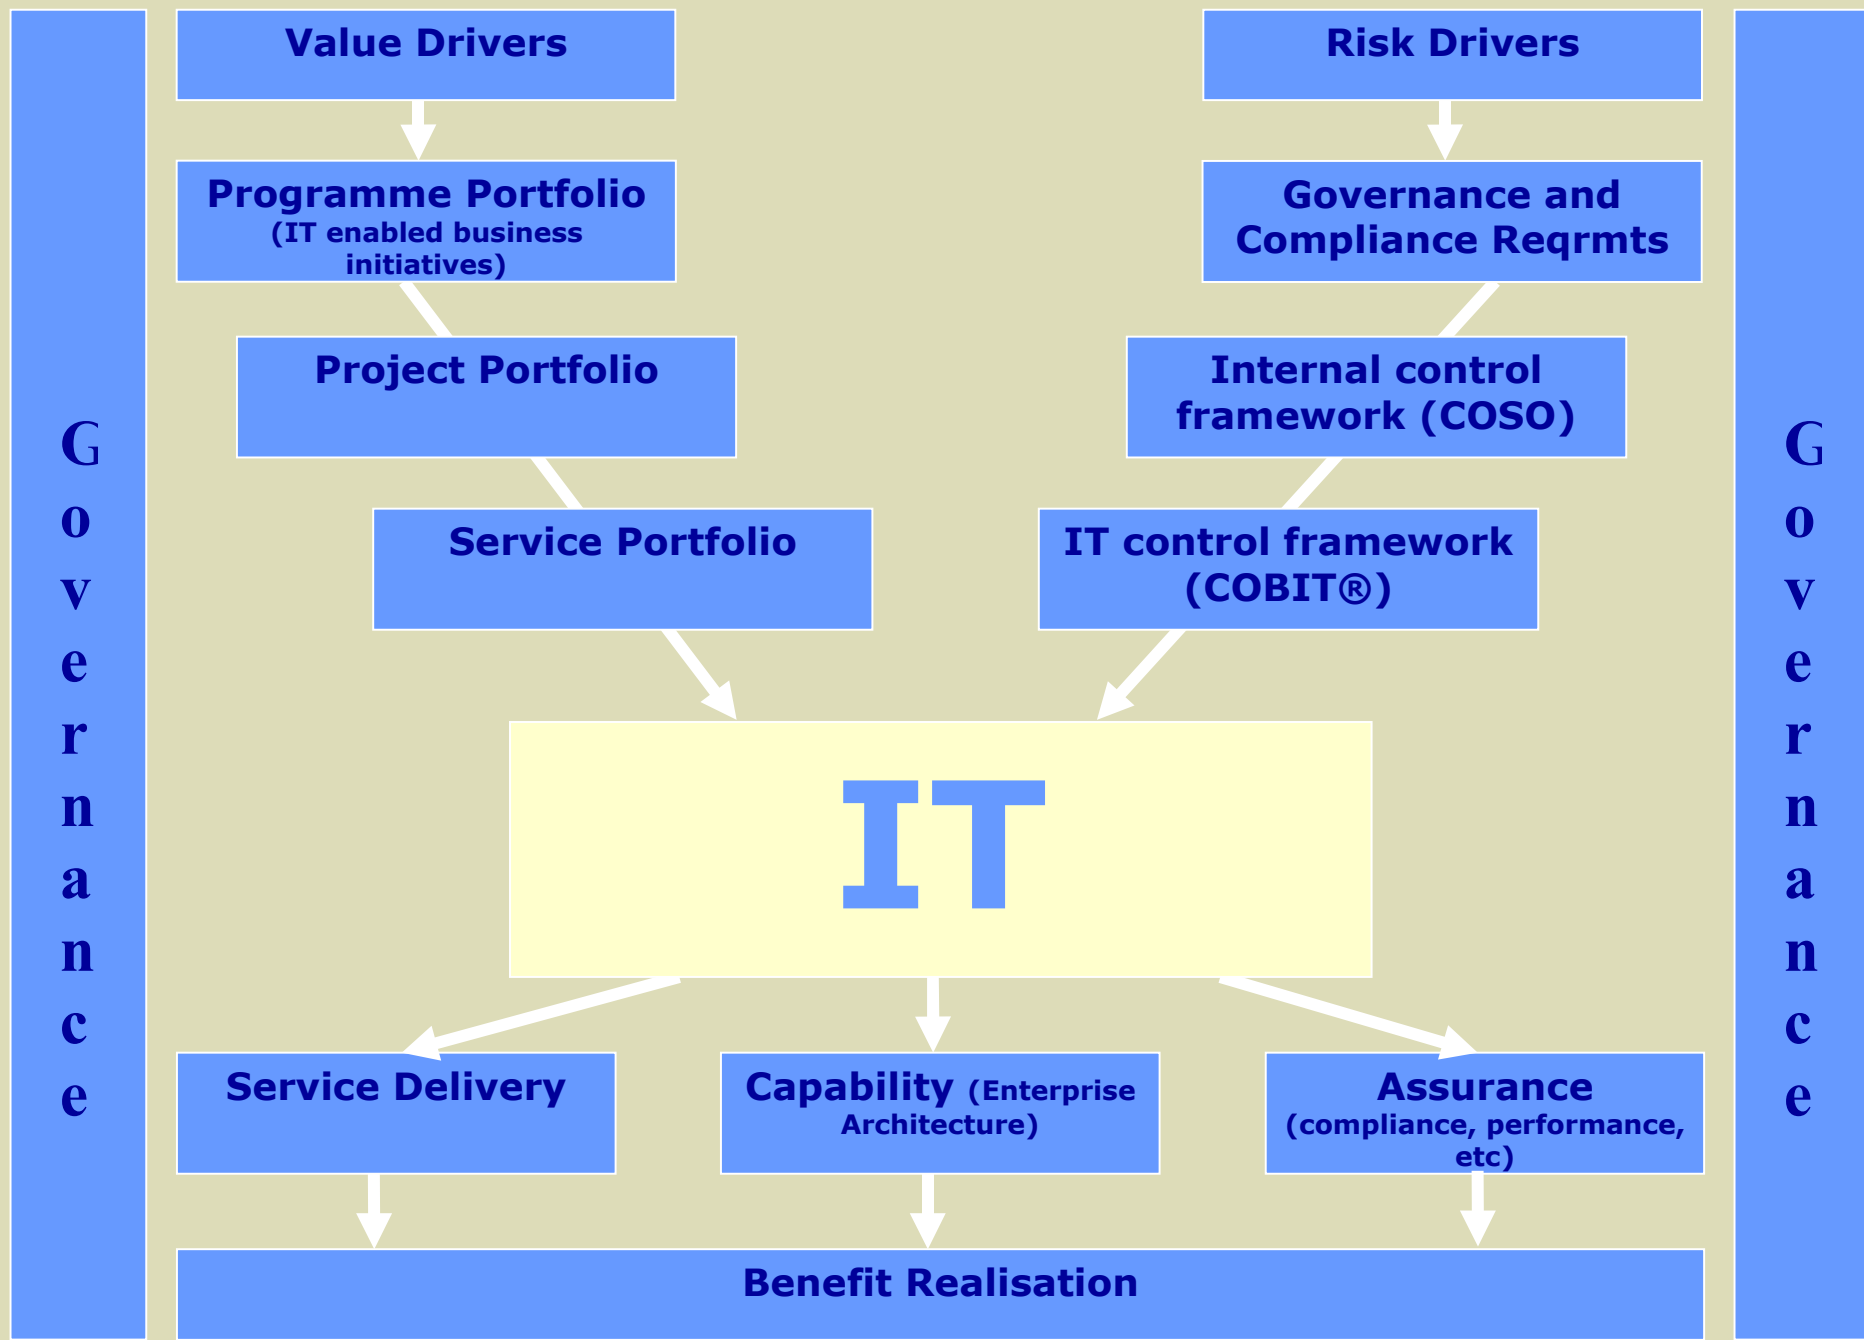 Governance
Value Drivers
Risk Drivers
Programme Portfolio
(IT enabled business
initiatives)
Governance and
Compliance Reqrmts
Project Portfolio
Internal control
framework (COSO)
Service Portfolio
IT control framework
(COBIT®)
IT
Service Delivery
Capability (Enterprise
Architecture)
Assurance
(compliance, performance,
etc)
Benefit Realisation
Governance